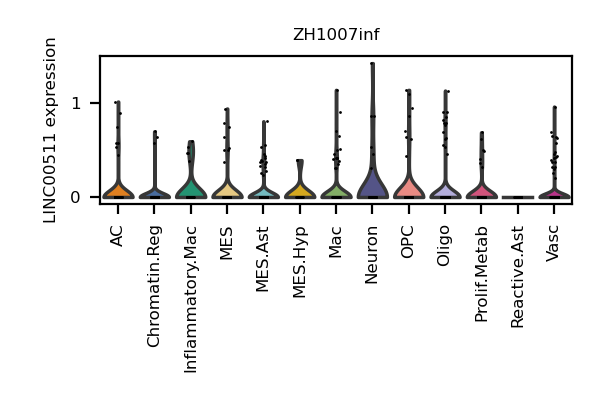 ZH1007inf
LINC00511 expression
1
0
AC
Chromatin.Reg
Inflammatory.Mac
MES
MES.Ast
MES.Hyp
Mac
Neuron
OPC
Oligo
Prolif.Metab
Reactive.Ast
Vasc